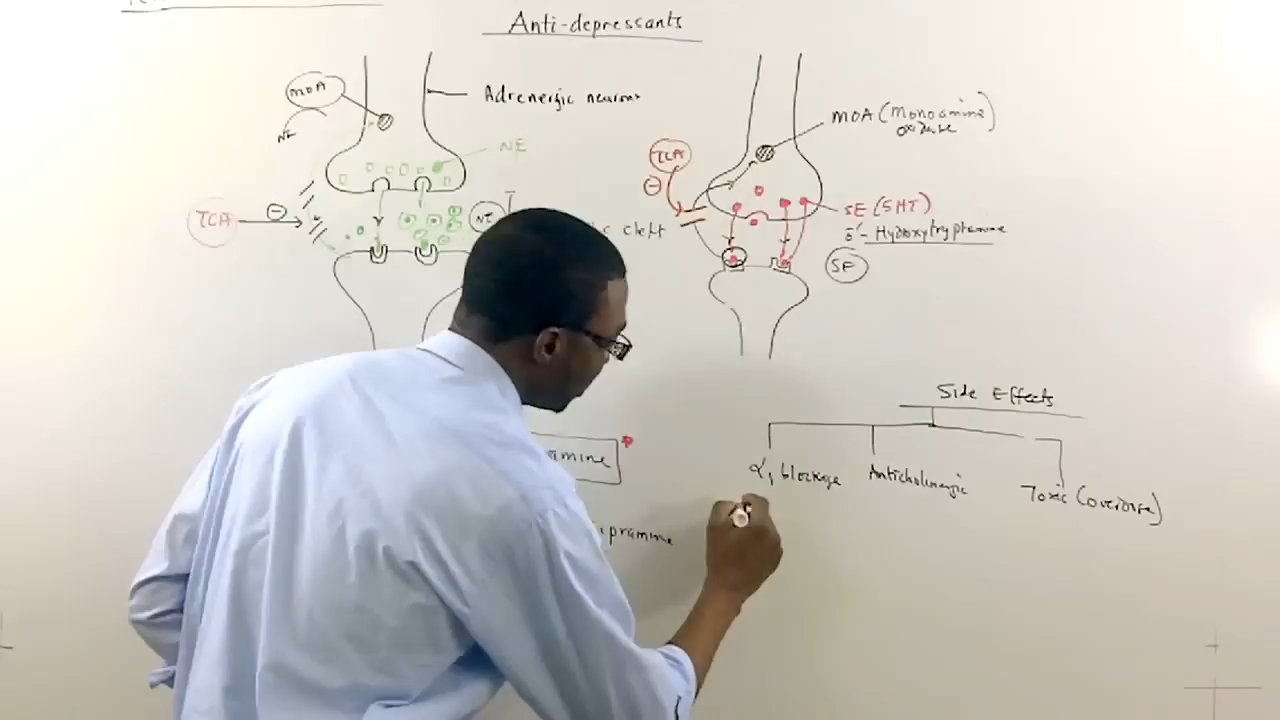 Anti-depressants
MOA
NE
Adrenergic neurons
NE
TCA
NE
cleft
MOA (Monoamine
oxidase)
TCA
SE (5HT)
5'-Hydroxytryptamine
SE
Side Effects
α1 blockage
Anticholinergic
Toxic (overdose)
amine
ipramine